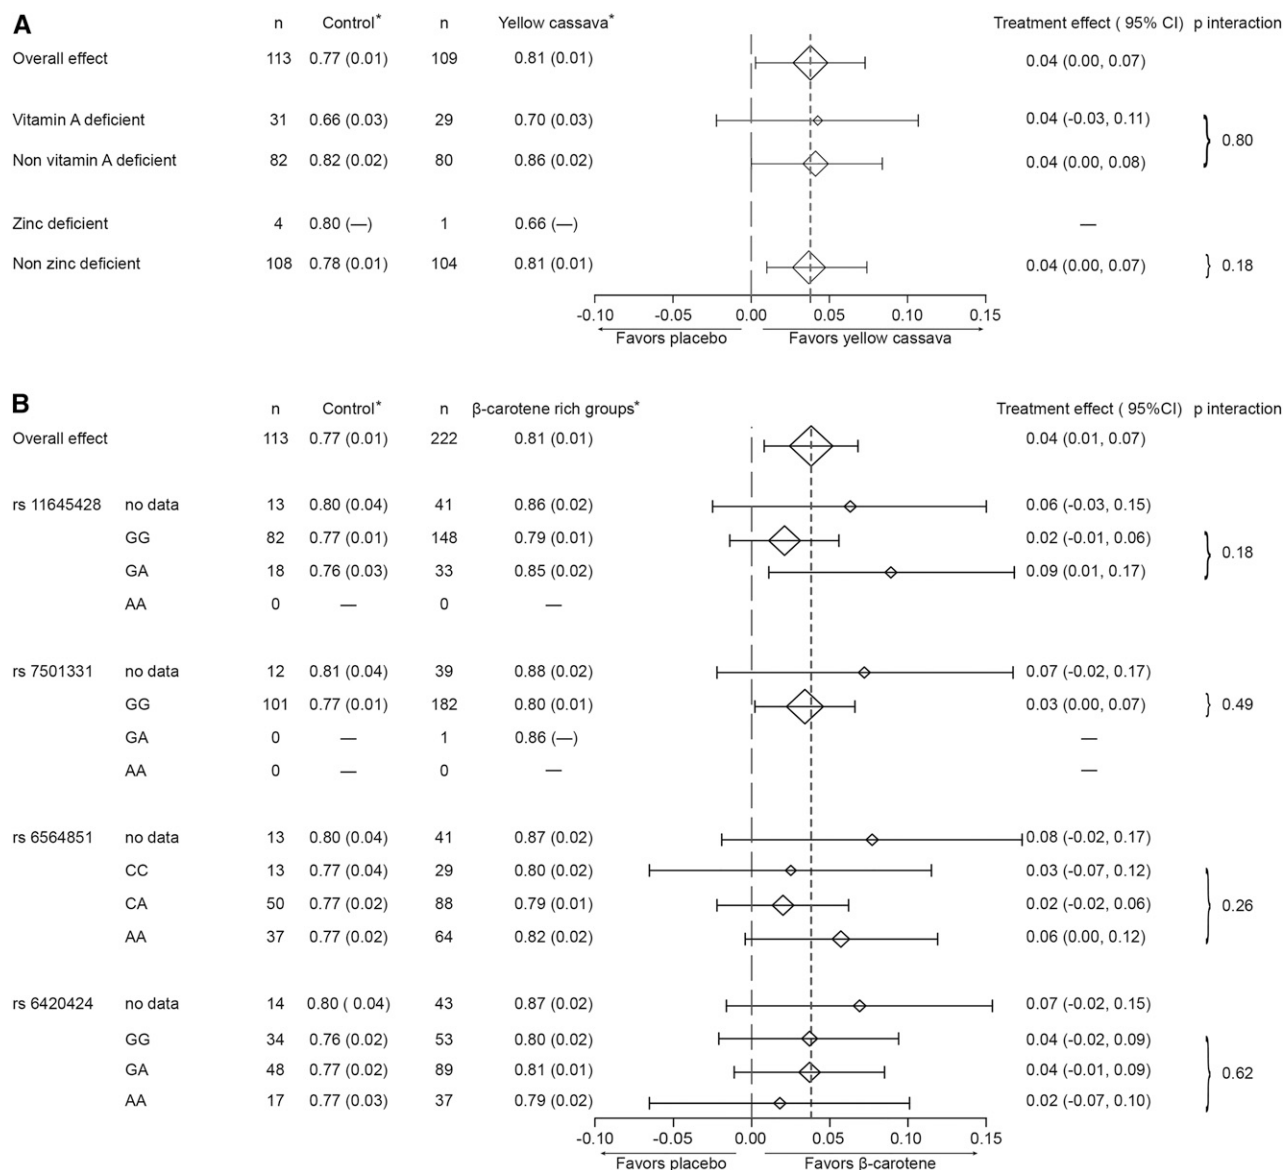 A n Control* n Yellow cassava* Treatment effect ( 95% CI) p interaction
Overall effect 113 0.77 (0.01) 109 0.81 (0.01) 0.04 (0.00, 0.07)
Vitamin A deficient 31 0.66 (0.03) 29 0.70 (0.03) 0.04 (-0.03, 0.11)
0.80
Non vitamin A deficient 82 0.82 (0.02) 80 0.86 (0.02) 0.04 (0.00, 0.08)
Zinc deficient 4 0.80 (—) 1 0.66 (—) —
Non zinc deficient 108 0.78 (0.01) 104 0.81 (0.01) 0.04 (0.00, 0.07) } 0.18
-0.10 -0.05 0.00 0.05 0.10 0.15
Favors placebo Favors yellow cassava
B n Control* n β-carotene rich groups* Treatment effect ( 95%CI) p interaction
Overall effect 113 0.77 (0.01) 222 0.81 (0.01) 0.04 (0.01, 0.07)
rs 11645428 no data 13 0.80 (0.04) 41 0.86 (0.02) 0.06 (-0.03, 0.15)
GG 82 0.77 (0.01) 148 0.79 (0.01) 0.02 (-0.01, 0.06)
0.18
GA 18 0.76 (0.03) 33 0.85 (0.02) 0.09 (0.01, 0.17)
AA 0 — 0 —
rs 7501331 no data 12 0.81 (0.04) 39 0.88 (0.02) 0.07 (-0.02, 0.17)
GG 101 0.77 (0.01) 182 0.80 (0.01) 0.03 (0.00, 0.07) } 0.49
GA 0 — 1 0.86 (—) —
AA 0 — 0 — —
rs 6564851 no data 13 0.80 (0.04) 41 0.87 (0.02) 0.08 (-0.02, 0.17)
CC 13 0.77 (0.04) 29 0.80 (0.02) 0.03 (-0.07, 0.12)
CA 50 0.77 (0.02) 88 0.79 (0.01) 0.02 (-0.02, 0.06) 0.26
AA 37 0.77 (0.02) 64 0.82 (0.02) 0.06 (0.00, 0.12)
rs 6420424 no data 14 0.80 ( 0.04) 43 0.87 (0.02) 0.07 (-0.02, 0.15)
GG 34 0.76 (0.02) 53 0.80 (0.02) 0.04 (-0.02, 0.09)
GA 48 0.77 (0.02) 89 0.81 (0.01) 0.04 (-0.01, 0.09) 0.62
AA 17 0.77 (0.03) 37 0.79 (0.02) 0.02 (-0.07, 0.10)
-0.10 -0.05 0.00 0.05 0.10 0.15
Favors placebo Favors β-carotene